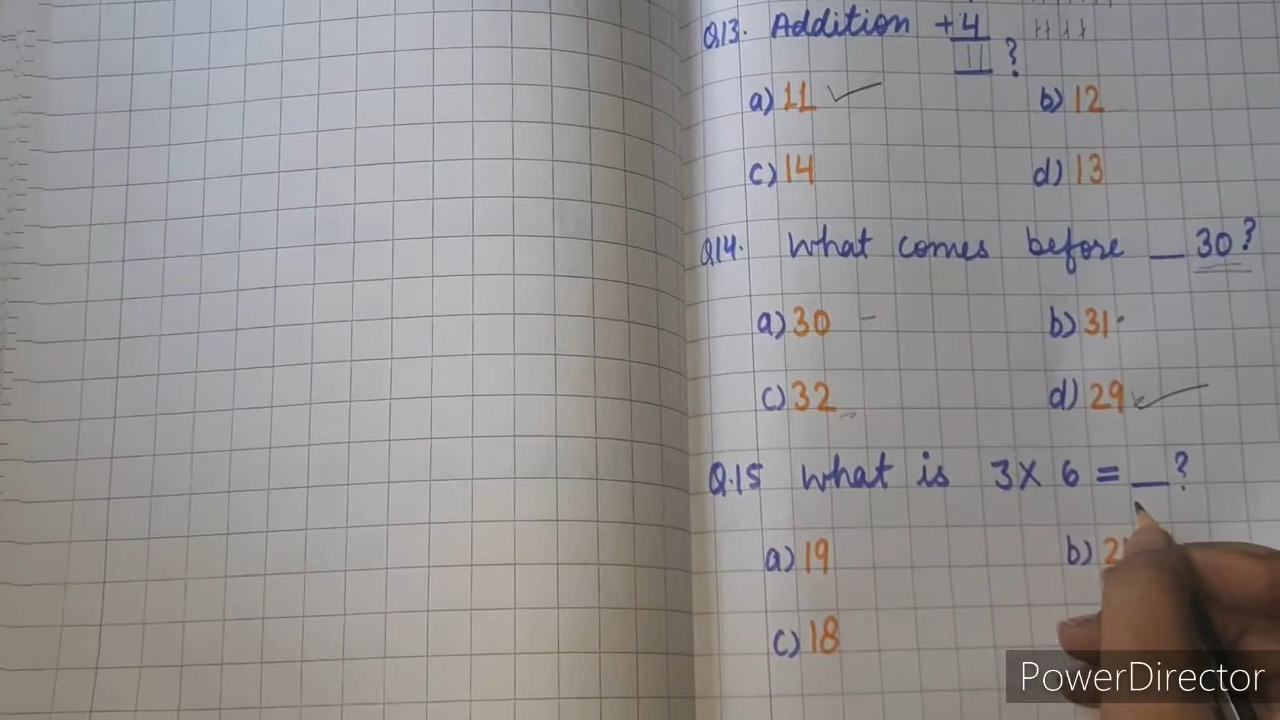 Q13. Addition +4
11 ?
a) 11 b) 12
c) 14 d) 13
Q14. What comes before __ 30?
a) 30 b) 31
c) 32 d) 29
Q.15 What is 3 x 6 = __?
a) 19 b)
c) 18
PowerDirector